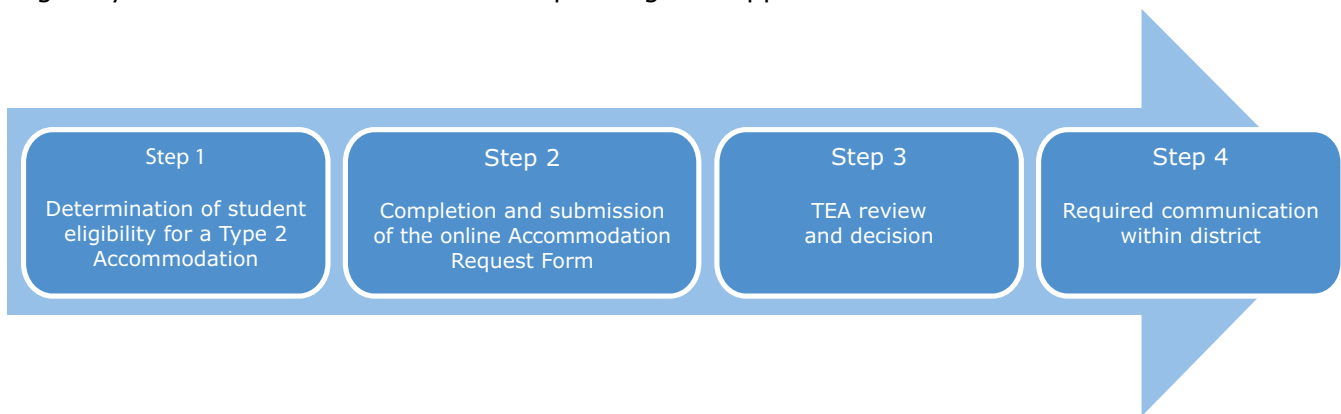 Step 1
Determination of student
eligibility for a Type 2
Accommodation
Step 2
Completion and submission
of the online Accommodation
Request Form
Step 3
TEA review
and decision
Step 4
Required communication
within district